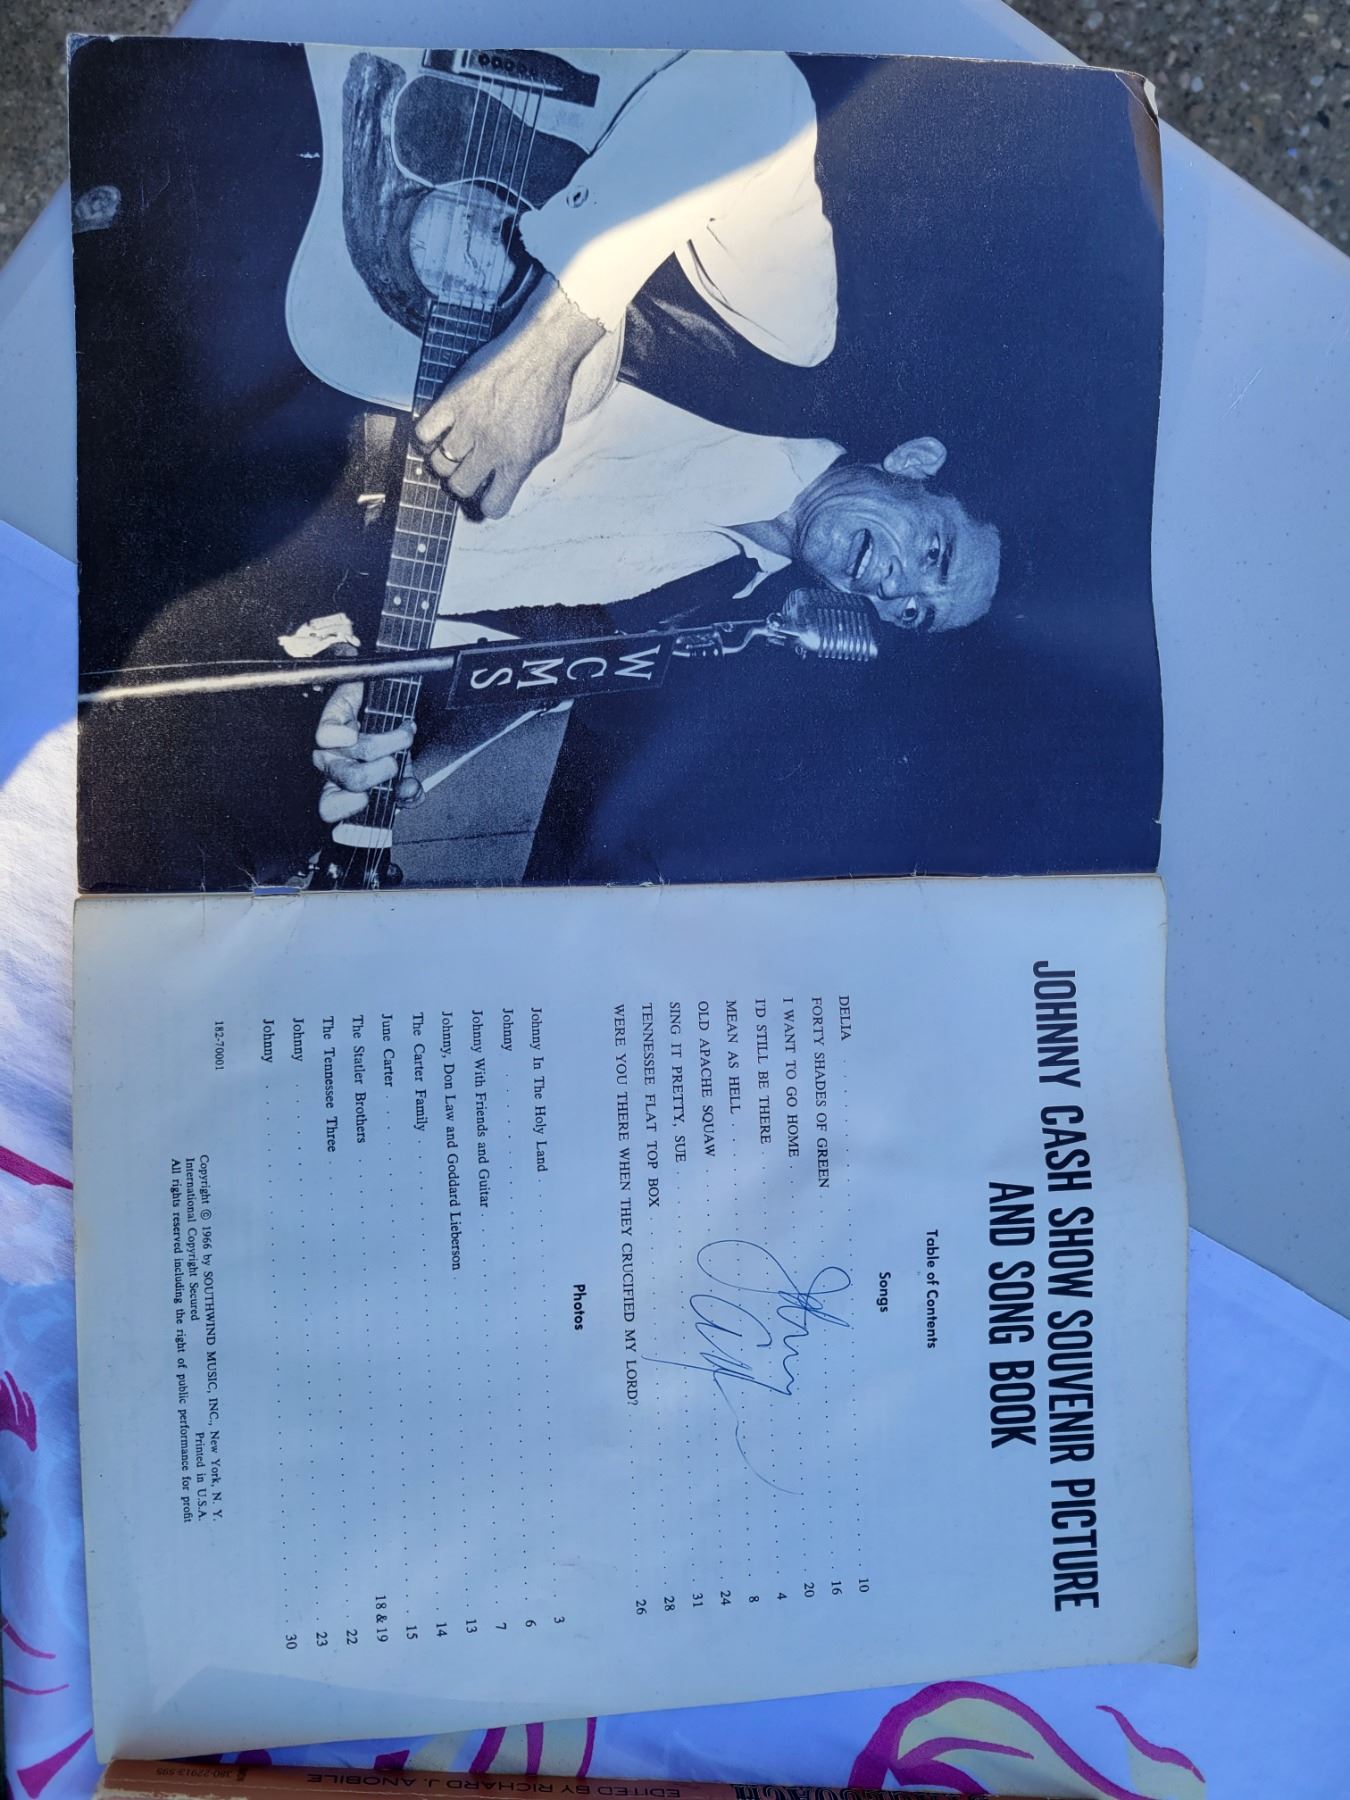 W
C
M
S
JOHNNY CASH SHOW SOUVENIR PICTURE
AND SONG BOOK
Table of Contents
Songs
DELIA 10
FORTY SHADES OF GREEN 16
I WANT TO GO HOME 20
I'D STILL BE THERE 4
MEAN AS HELL 8
OLD APACHE SQUAW 24
SING IT PRETTY, SUE 31
TENNESSEE FLAT TOP BOX 28
WERE YOU THERE WHEN THEY CRUCIFIED MY LORD? 26
Johnny Cash
Photos
Johnny In The Holy Land 3
Johnny 6
Johnny With Friends and Guitar 7
Johnny, Don Law and Goddard Lieberson 13
The Carter Family 14
June Carter 15
The Statler Brothers 18 & 19
The Tennessee Three 22
Johnny 23
Johnny 30
182-70001
Copyright © 1966 by SOUTHWIND MUSIC, INC., New York, N. Y.
International Copyright Secured Printed in U.S.A.
All rights reserved including the right of public performance for profit
EDITED BY RICHARD J. ANOBILE
380-22913-595